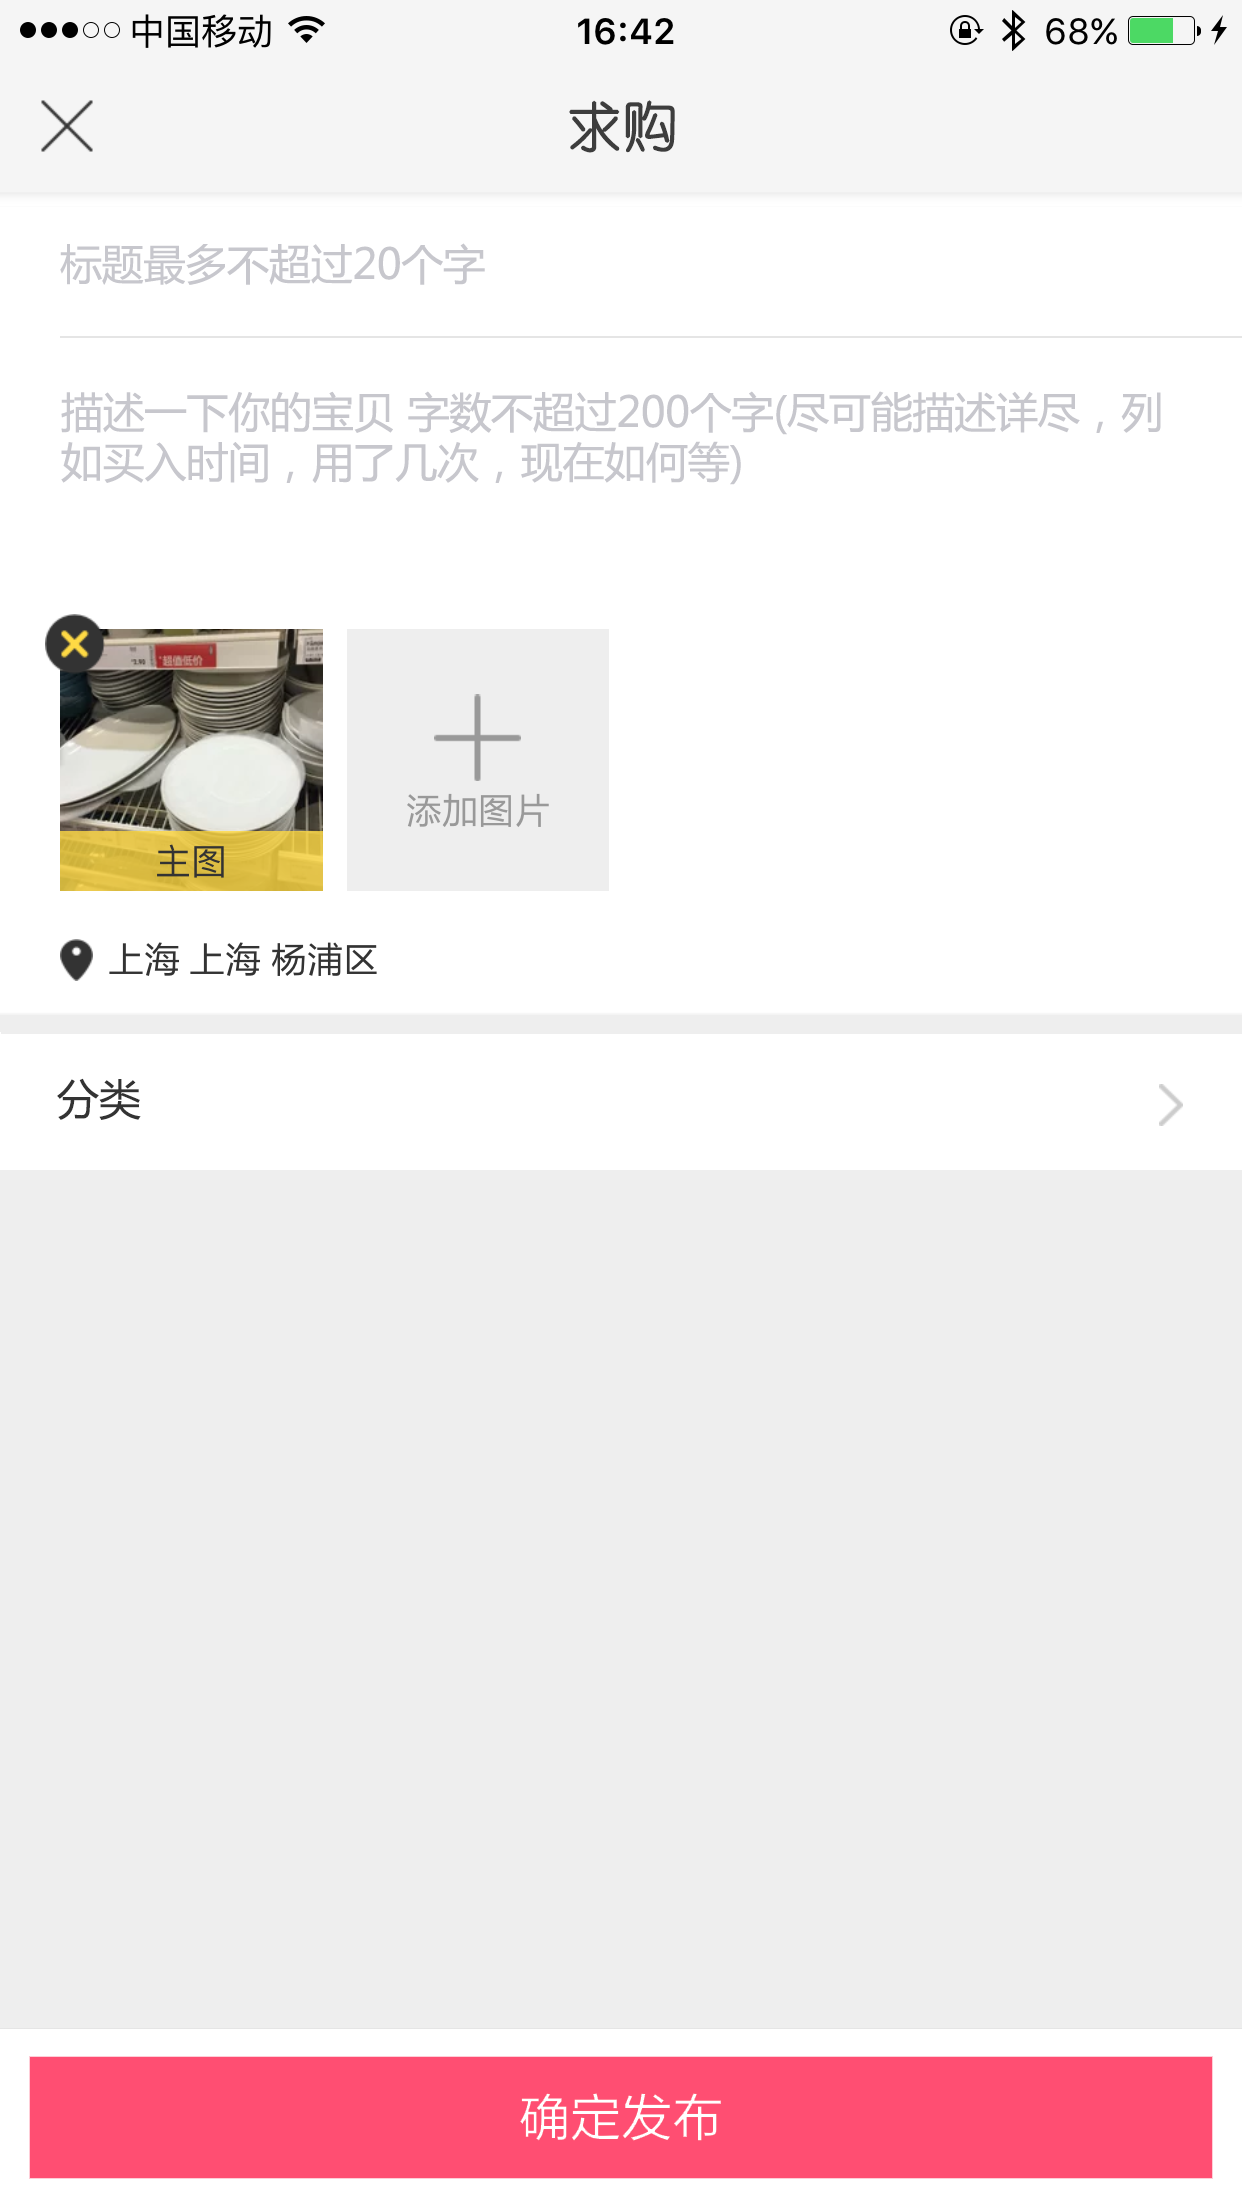 中国移动 16:42 68%
求购
标题最多不超过20个字
描述一下你的宝贝 字数不超过200个字(尽可能描述详尽，列
如买入时间，用了几次，现在如何等)
超值低价
主图
添加图片
上海 上海 杨浦区
分类
确定发布